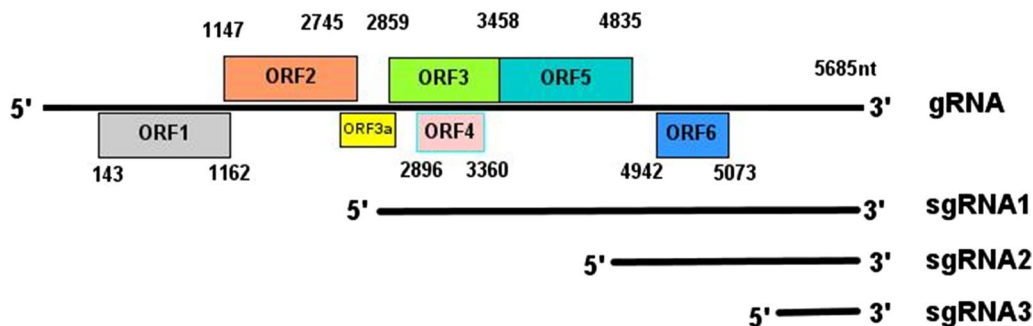 1147 2745 2859 3458 4835
5685nt
ORF2 ORF3 ORF5
5' 3' gRNA
ORF1 ORF3a ORF4 ORF6
143 1162 2896 3360 4942 5073
5' 3' sgRNA1
5' 3' sgRNA2
5' 3' sgRNA3